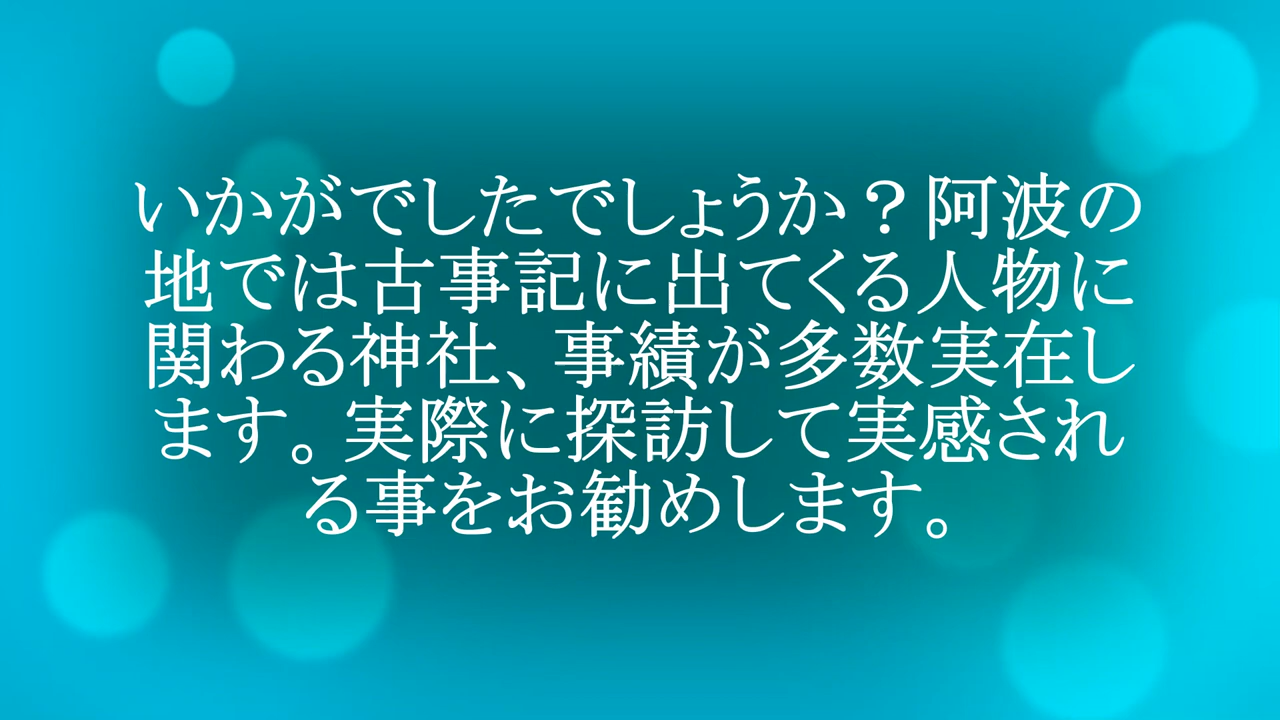 いかがでしたでしょうか？阿波の
地では古事記に出てくる人物に
関わる神社、事績が多数実在し
ます。実際に探訪して実感され
る事をお勧めします。